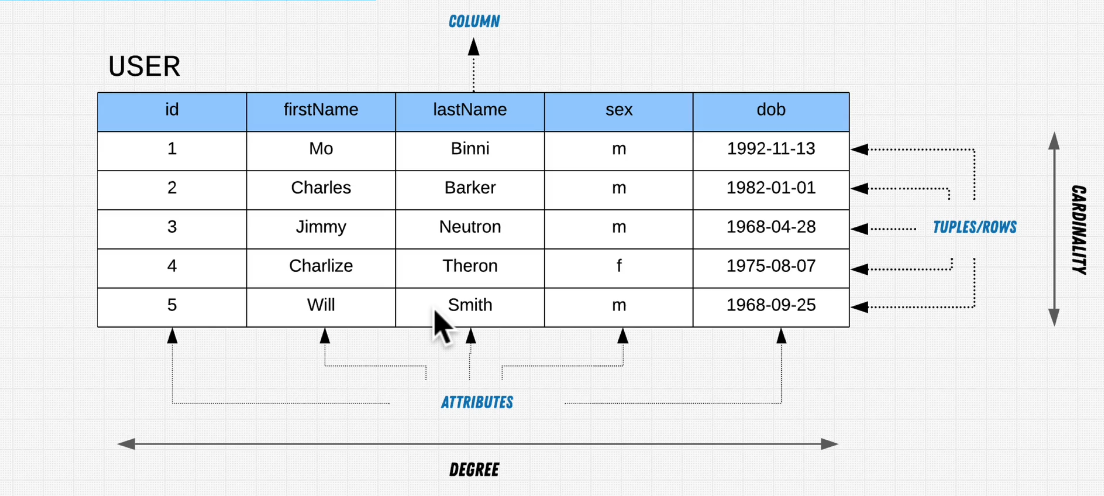 COLUMN
USER
id firstName lastName sex dob
1 Mo Binni m 1992-11-13
2 Charles Barker m 1982-01-01
3 Jimmy Neutron m 1968-04-28
4 Charlize Theron f 1975-08-07
5 Will Smith m 1968-09-25
TUPLES/ROWS
CARDINALITY
ATTRIBUTES
DEGREE